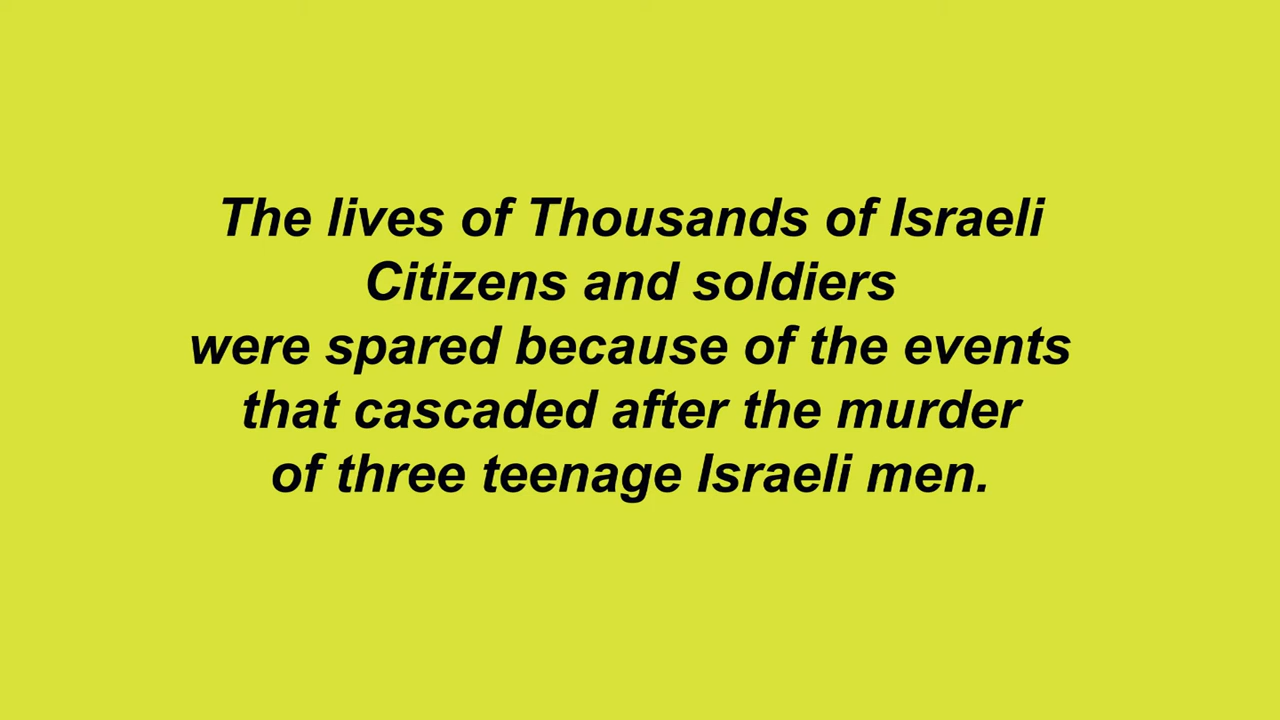 The lives of Thousands of Israeli
Citizens and soldiers
were spared because of the events
that cascaded after the murder
of three teenage Israeli men.